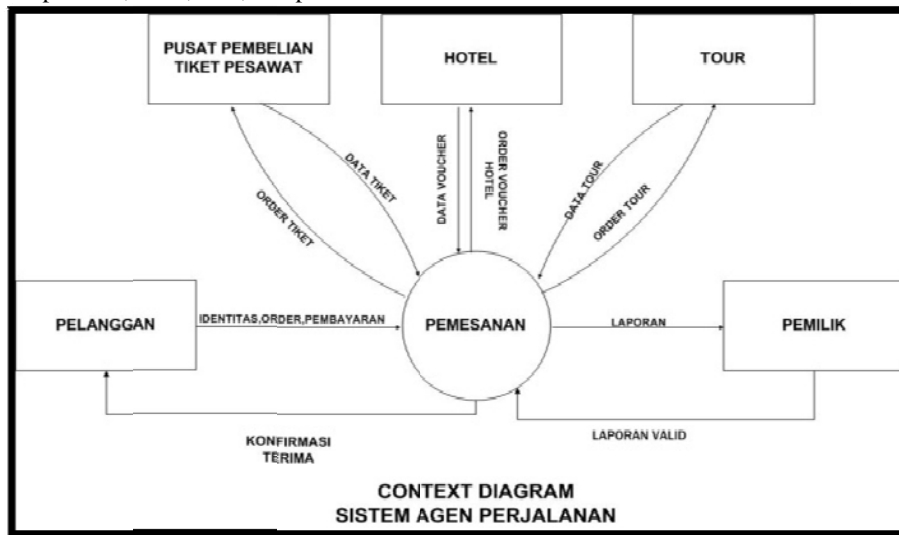 PUSAT PEMBELIAN
TIKET PESAWAT
HOTEL
TOUR
DATA TIKET
ORDER TIKET
DATA VOUCHER
ORDER VOUCHER
HOTEL
DATA TOUR
ORDER TOUR
PELANGGAN
IDENTITAS,ORDER,PEMBAYARAN
PEMESANAN
LAPORAN
PEMILIK
KONFIRMASI
TERIMA
LAPORAN VALID
CONTEXT DIAGRAM
SISTEM AGEN PERJALANAN